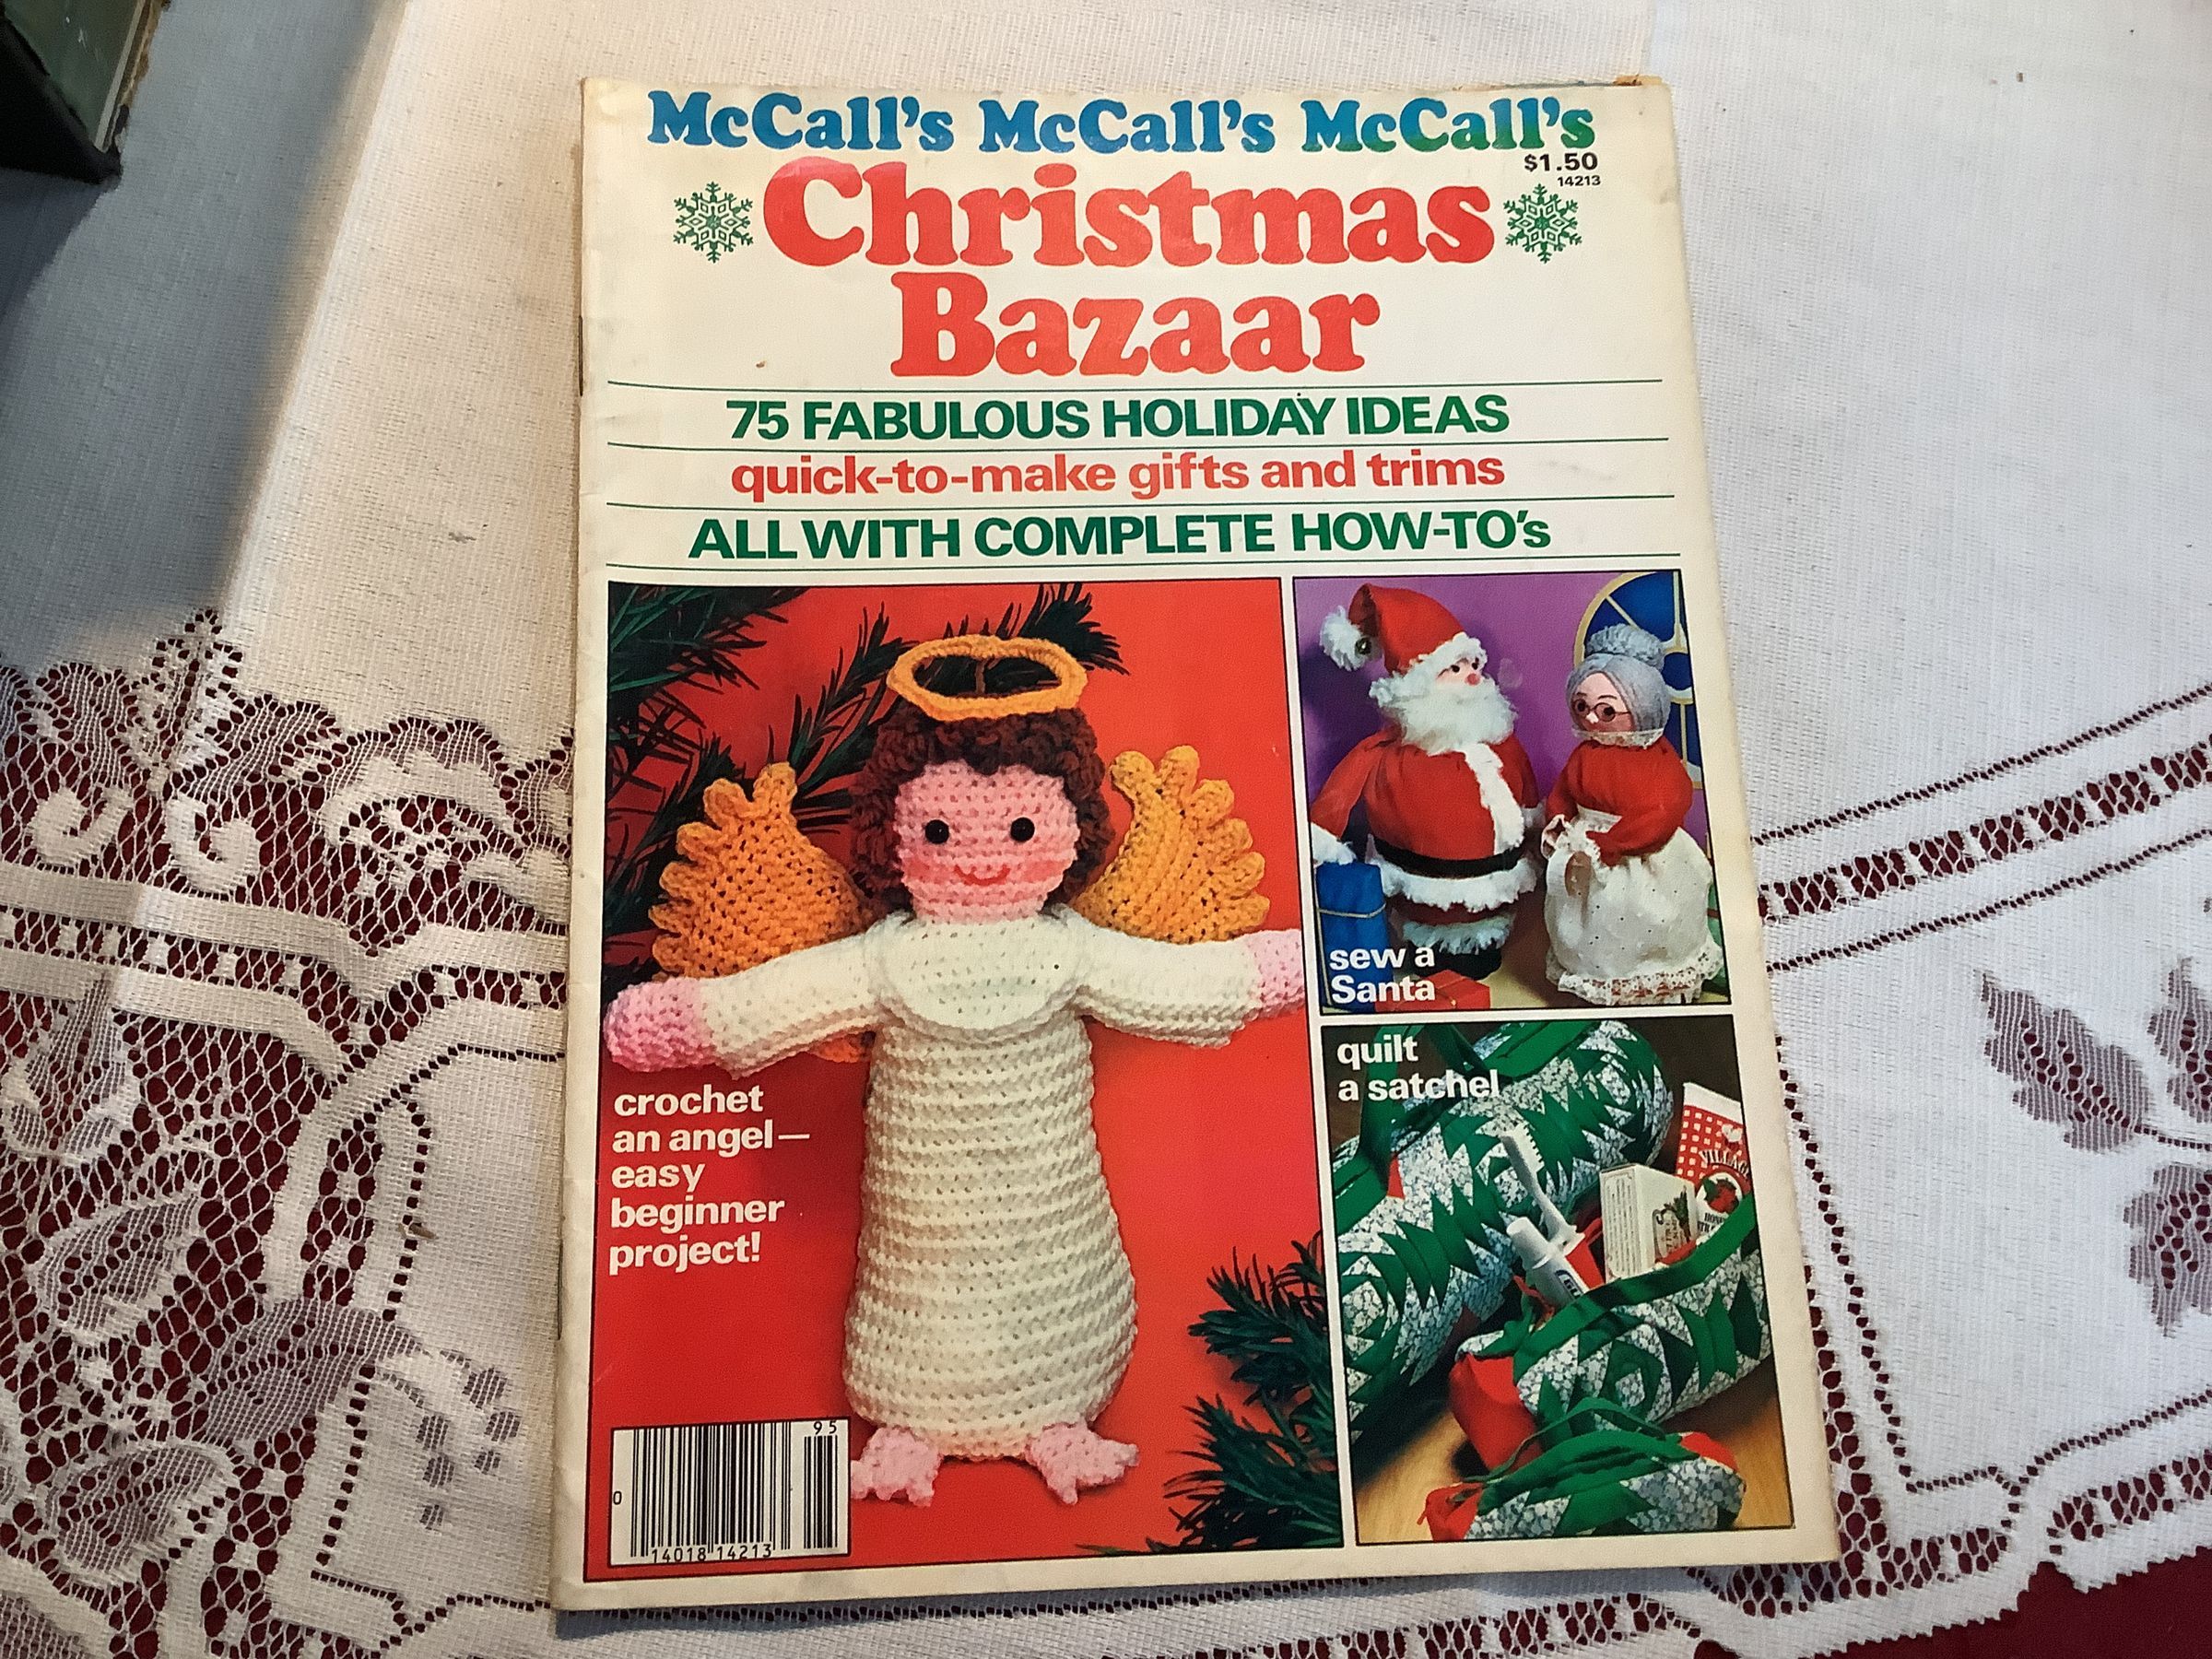 McCall's McCall's McCall's
$1.50
14213
Christmas
Bazaar
75 FABULOUS HOLIDAY IDEAS
quick-to-make gifts and trims
ALL WITH COMPLETE HOW-TO's
sew a
Santa
quilt
a satchel
crochet
an angel—
easy
beginner
project!
95
0
14018 14213